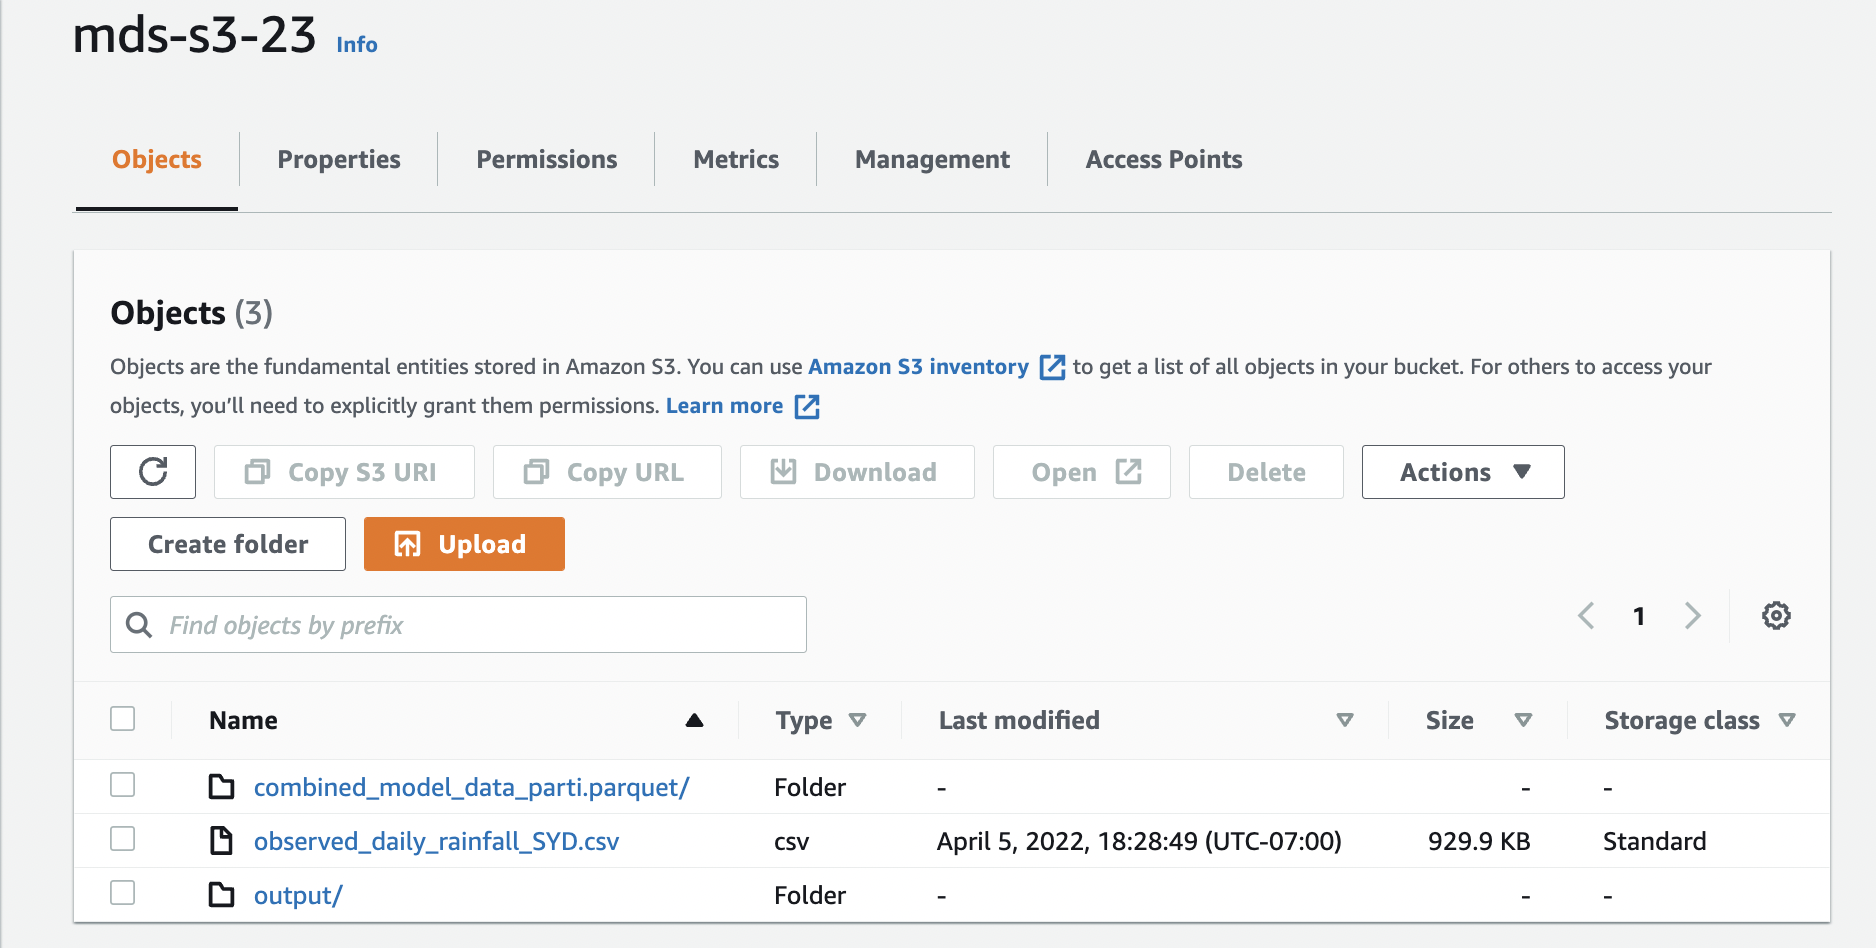 mds-s3-23 Info
Objects Properties Permissions Metrics Management Access Points
Objects (3)
Objects are the fundamental entities stored in Amazon S3. You can use Amazon S3 inventory to get a list of all objects in your bucket. For others to access your
objects, you’ll need to explicitly grant them permissions. Learn more
Copy S3 URI Copy URL Download Open Delete Actions
Create folder Upload
Find objects by prefix 1
Name Type Last modified Size Storage class
combined_model_data_parti.parquet/ Folder - - -
observed_daily_rainfall_SYD.csv csv April 5, 2022, 18:28:49 (UTC-07:00) 929.9 KB Standard
output/ Folder - - -